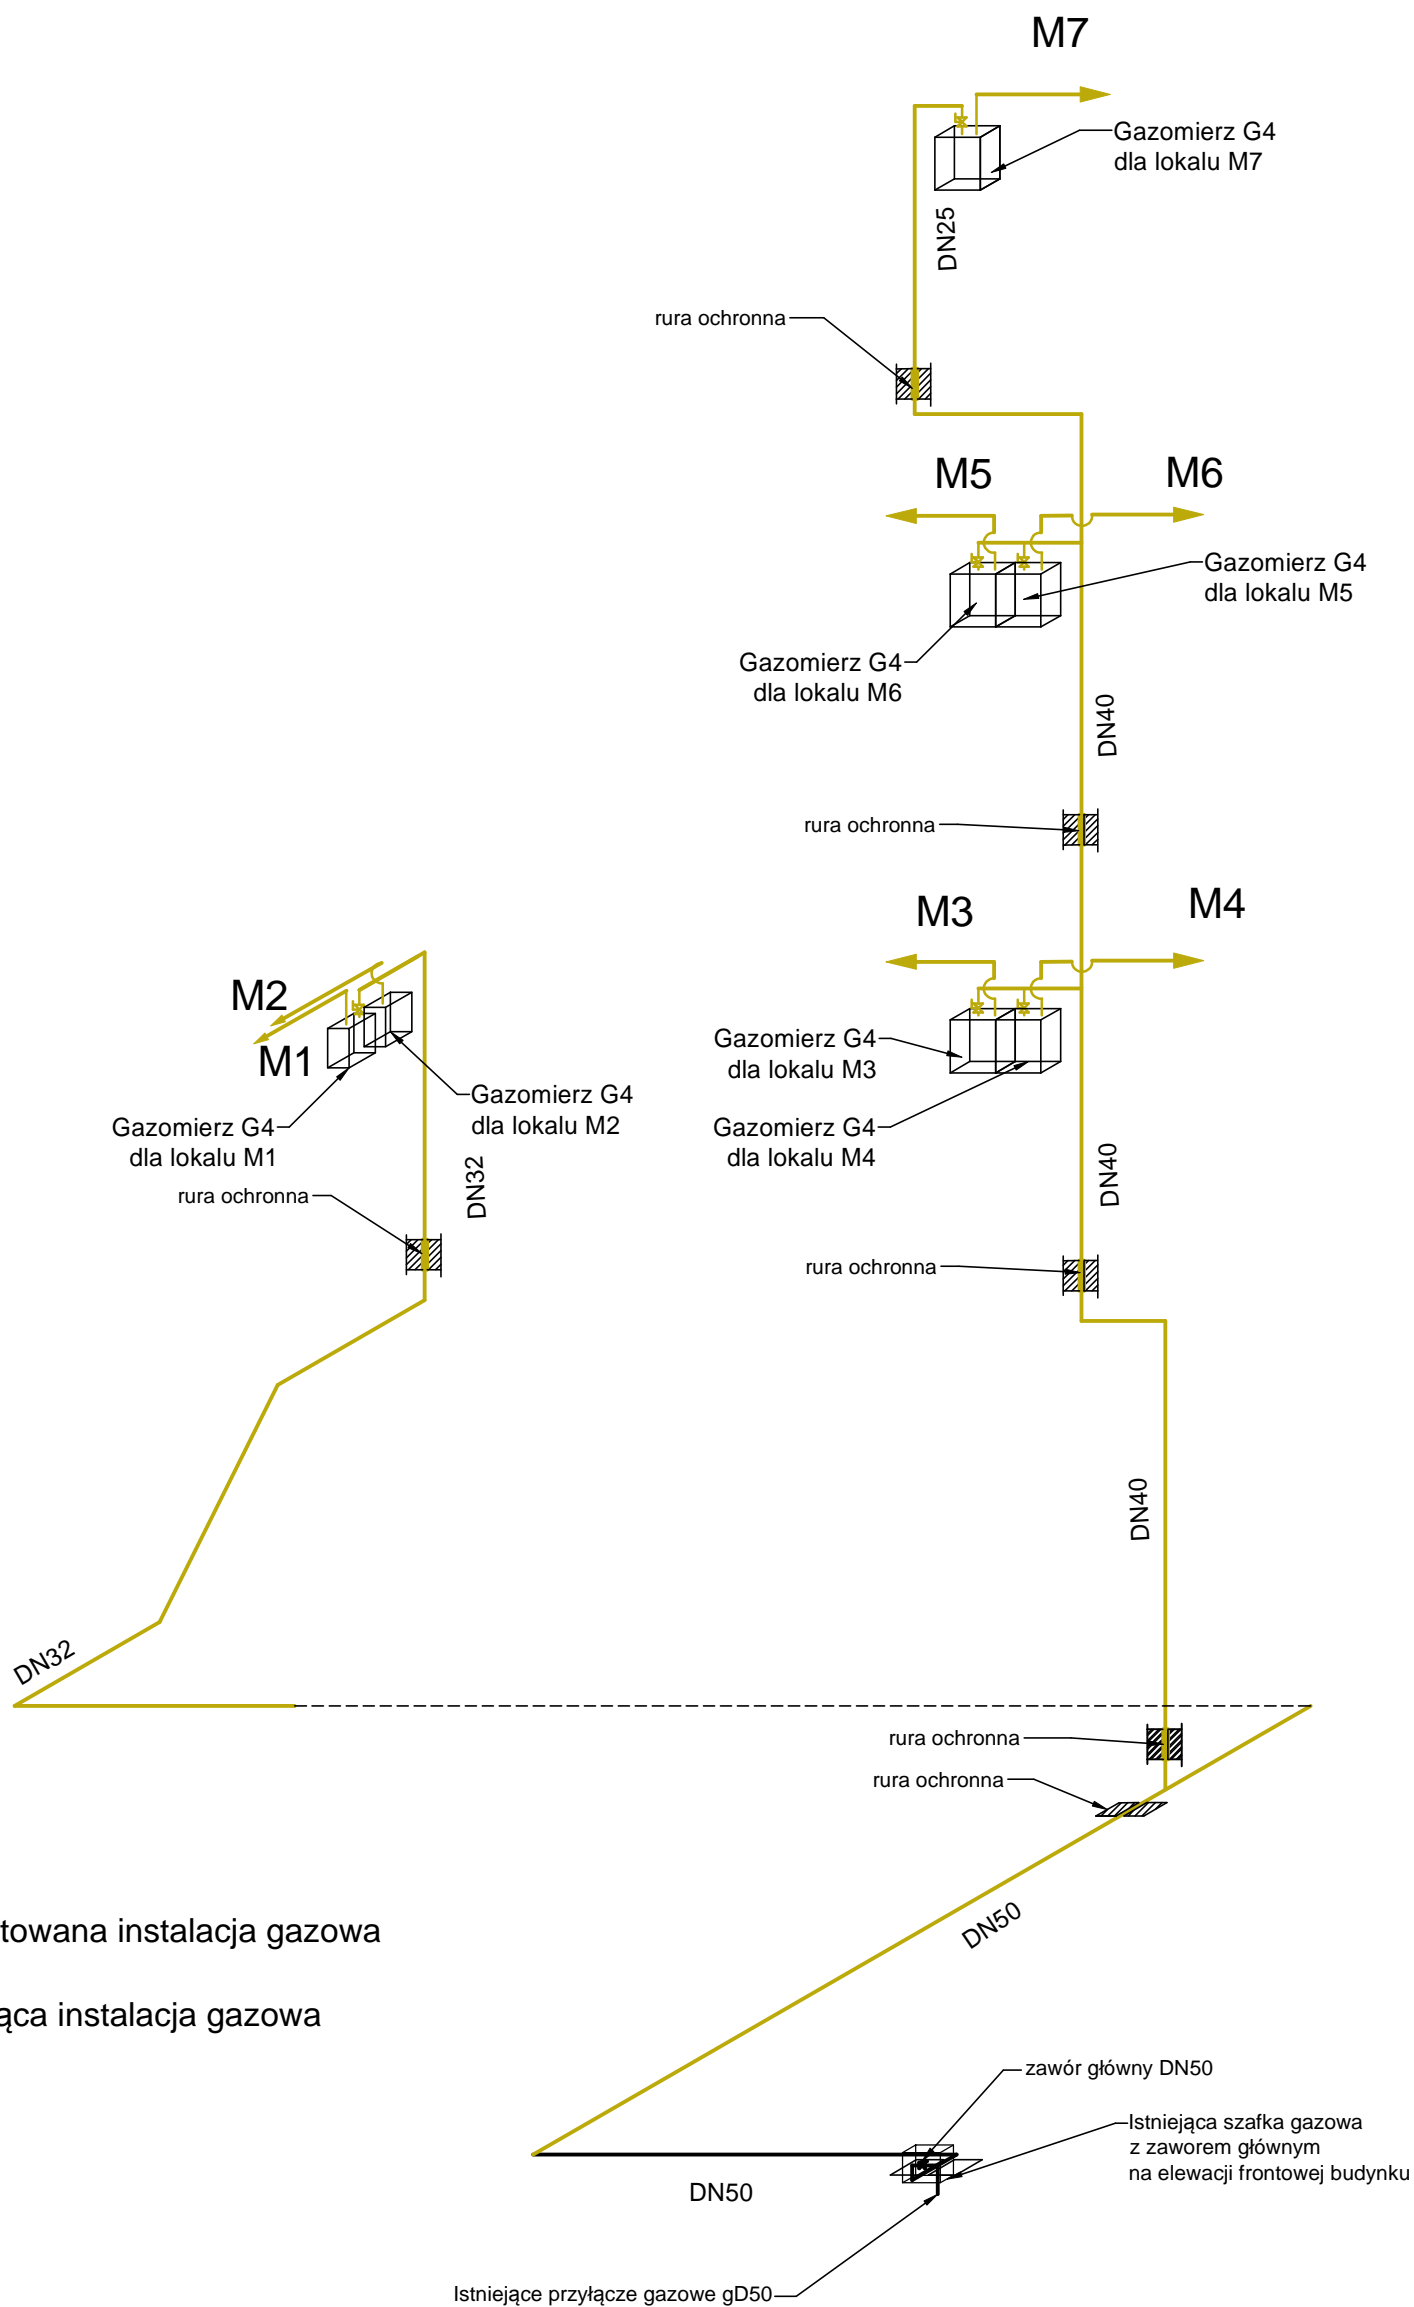 M7
Gazomierz G4
dla lokalu M7
DN25
rura ochronna
M5
M6
Gazomierz G4
dla lokalu M5
Gazomierz G4
dla lokalu M6
DN40
rura ochronna
M3
M4
Gazomierz G4
dla lokalu M3
Gazomierz G4
dla lokalu M4
DN40
rura ochronna
M2
M1
Gazomierz G4
dla lokalu M2
Gazomierz G4
dla lokalu M1
DN32
rura ochronna
DN40
DN32
rura ochronna
rura ochronna
DN50
towana instalacja gazowa
ąca instalacja gazowa
zawór główny DN50
Istniejąca szafka gazowa
z zaworem głównym
na elewacji frontowej budynku
DN50
Istniejące przyłącze gazowe gD50